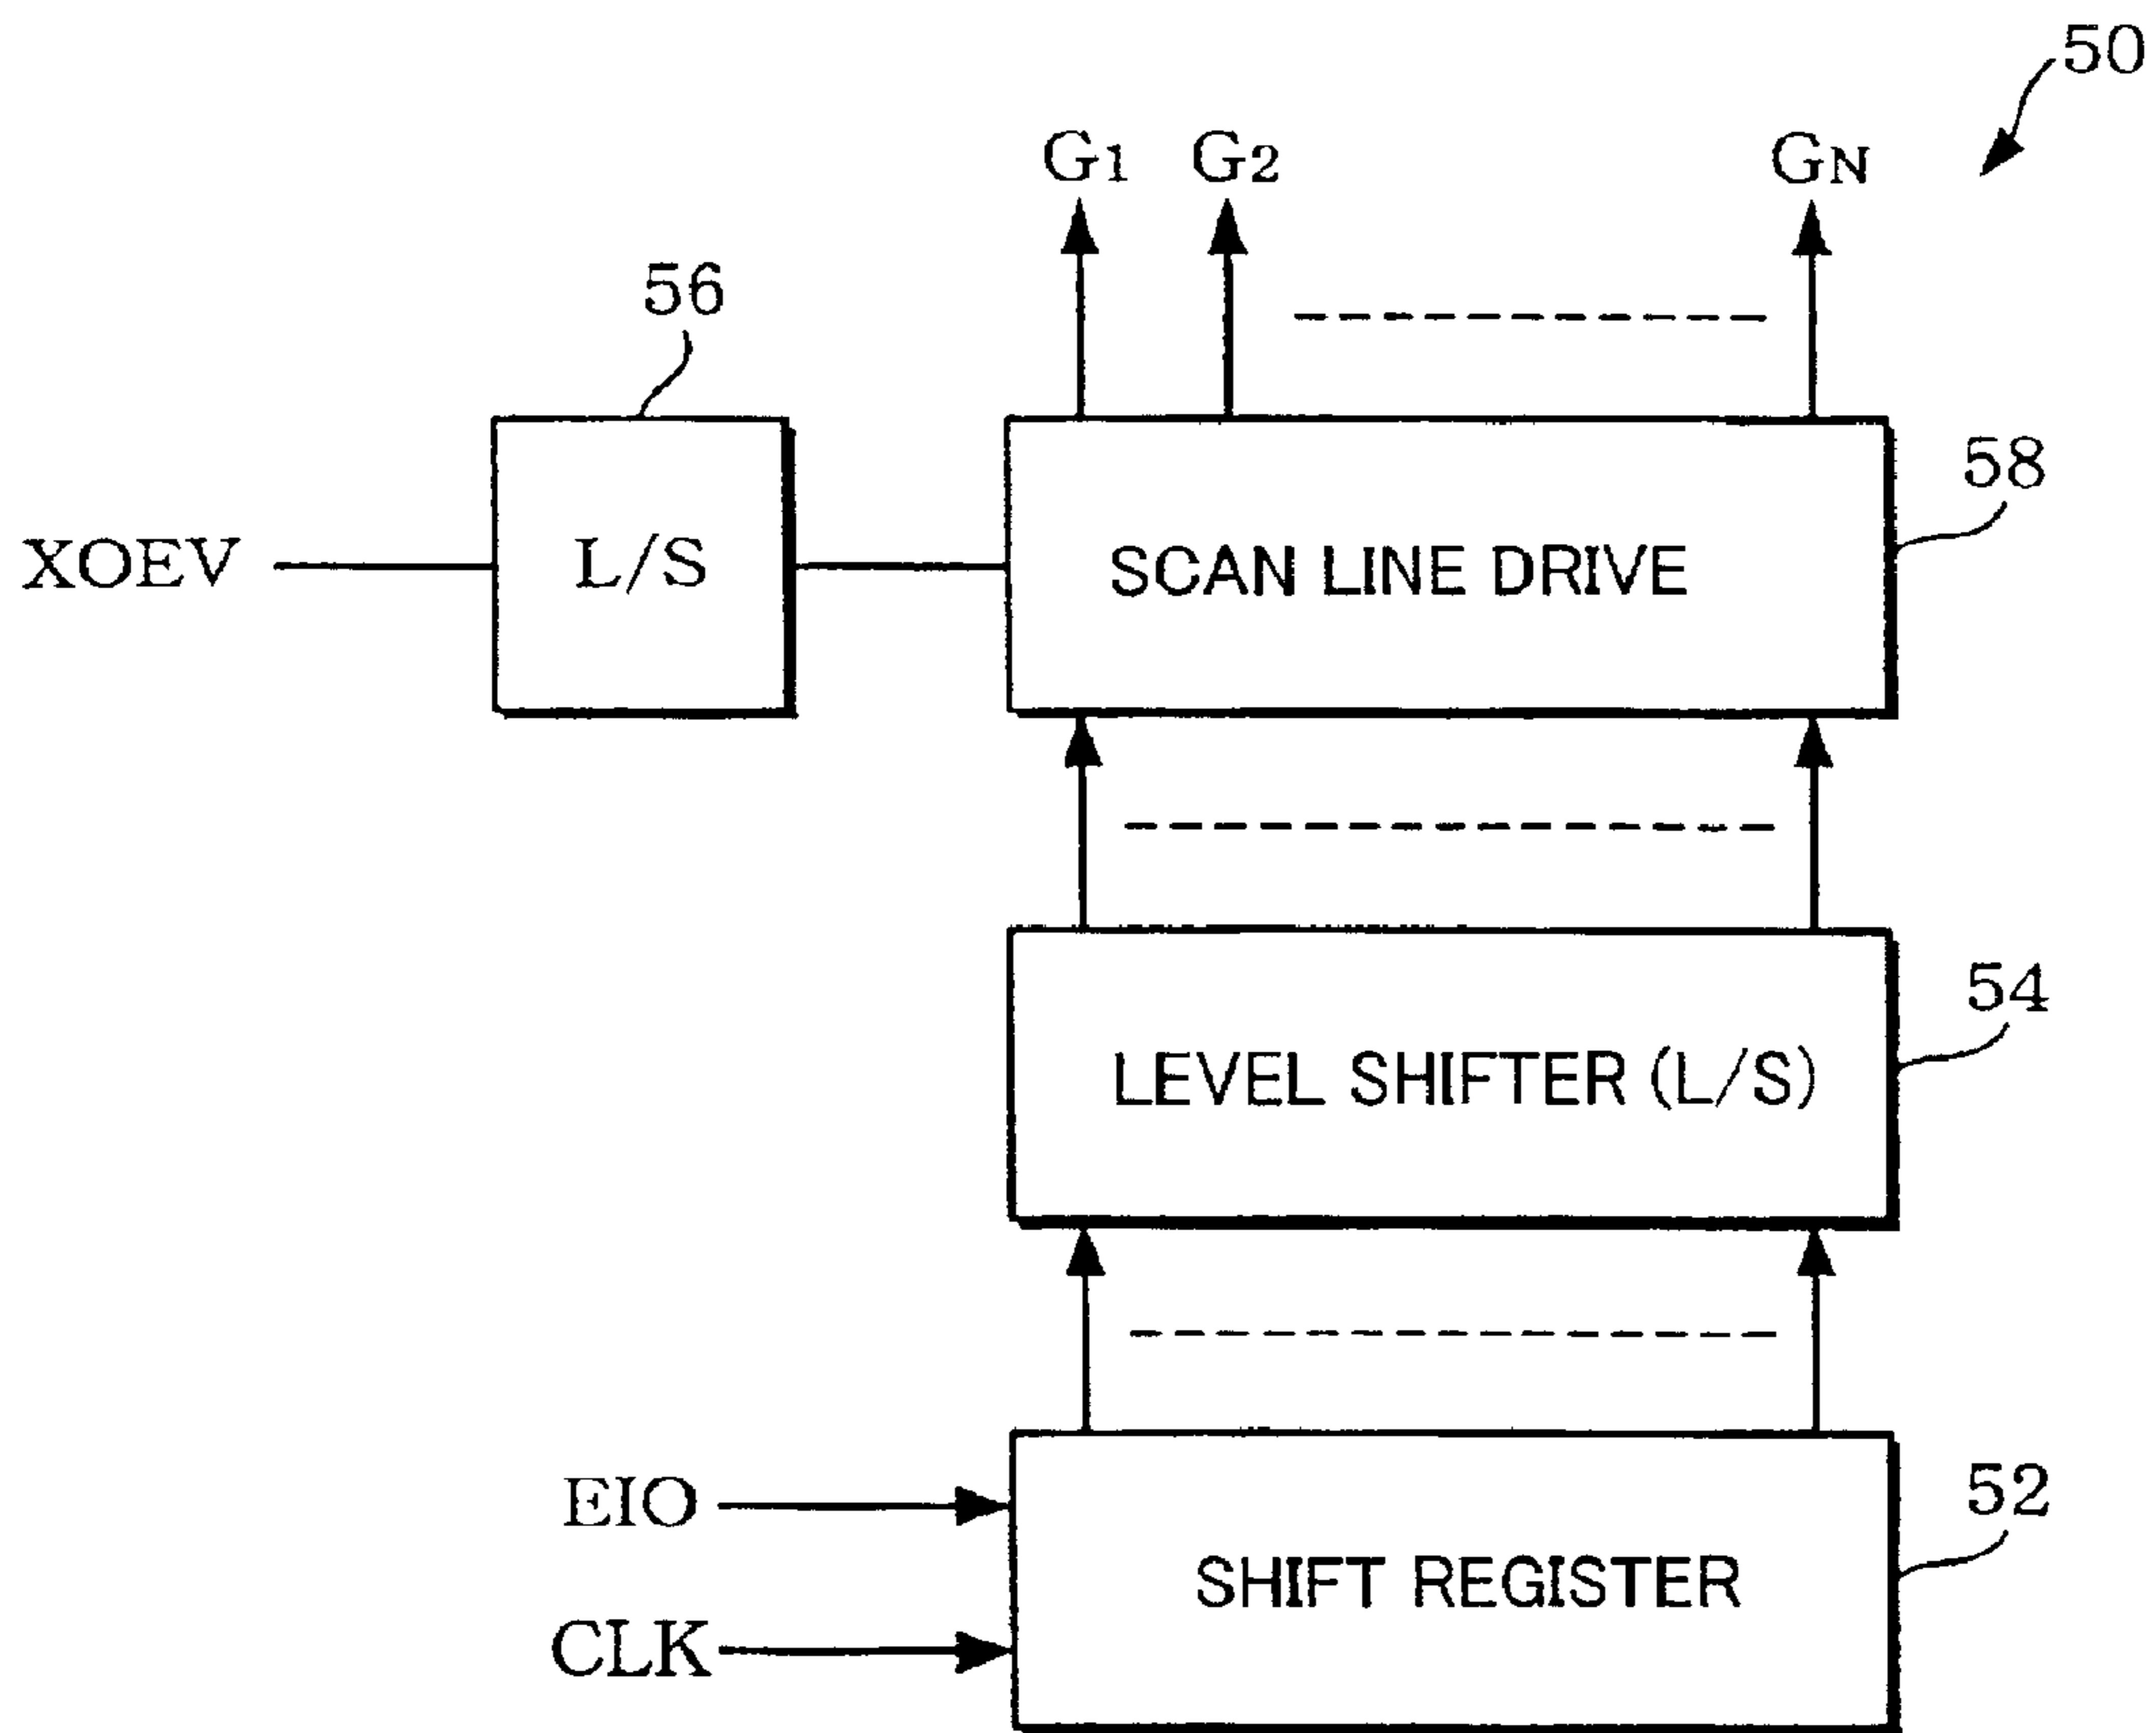 50
G1 G2 GN
56
58
XOEV L/S SCAN LINE DRIVE
54
LEVEL SHIFTER (L/S)
EIO 52
SHIFT REGISTER
CLK